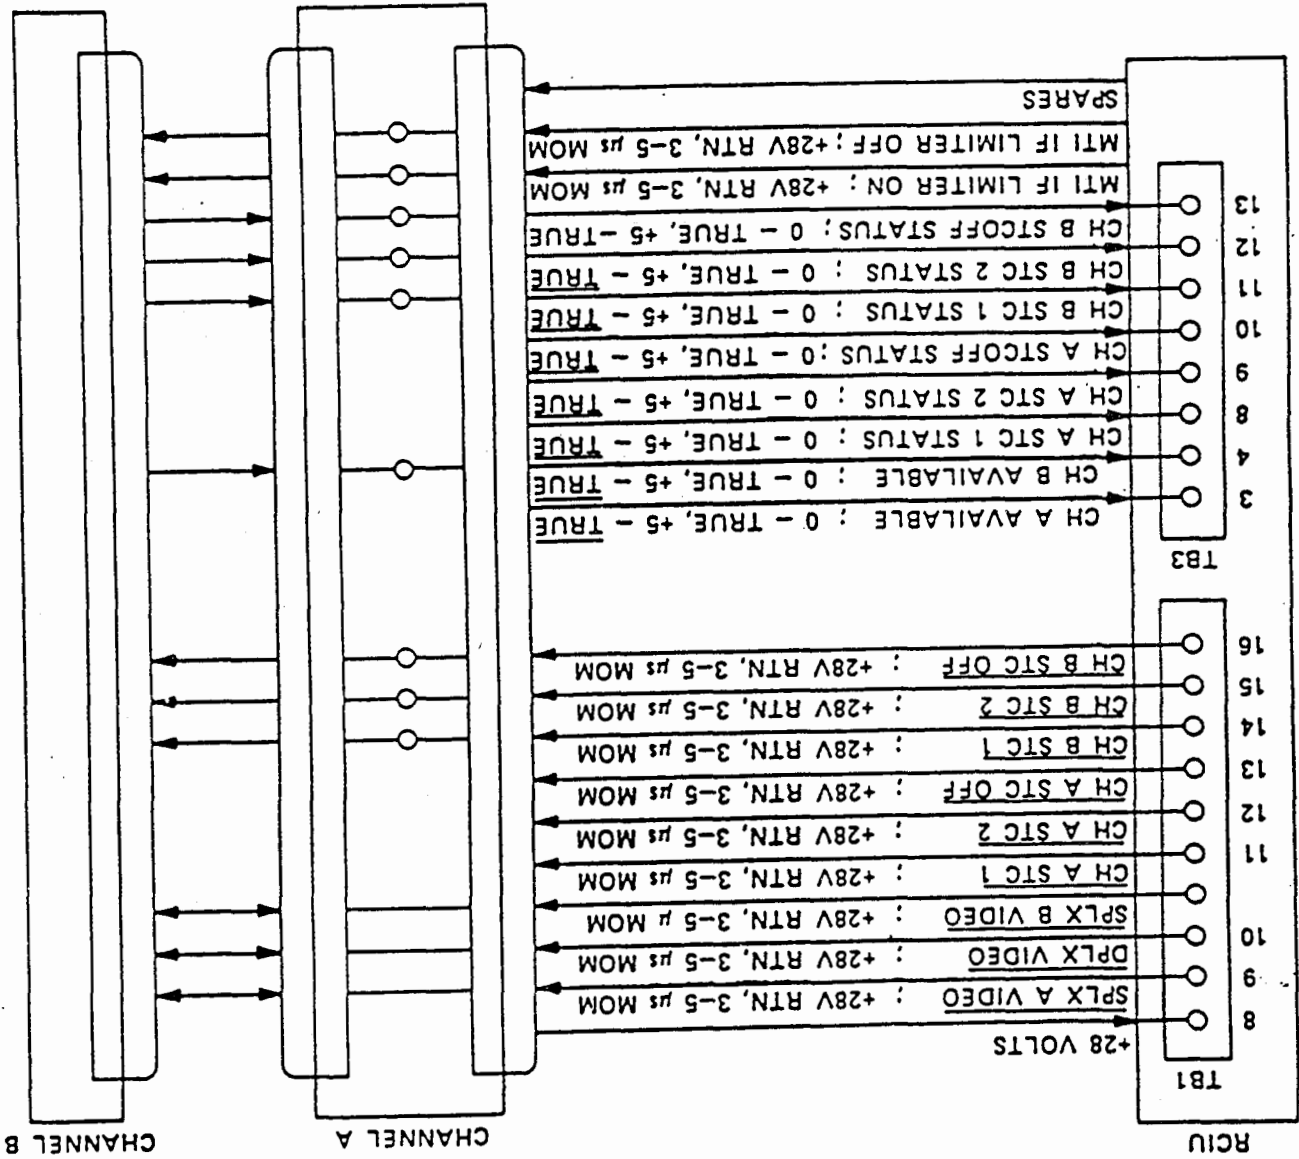 RCIU
CHANNEL A
CHANNEL B
TB1
+28 VOLTS
8
SPLX A VIDEO ; +28V RTN, 3-5 μs MOM
9
DPLX VIDEO ; +28V RTN, 3-5 μs MOM
10
SPLX B VIDEO ; +28V RTN, 3-5 μ MOM
CH A STC 1 ; +28V RTN, 3-5 μs MOM
11
CH A STC 2 ; +28V RTN, 3-5 μs MOM
12
CH A STC OFF ; +28V RTN, 3-5 μs MOM
13
CH B STC 1 ; +28V RTN, 3-5 μs MOM
14
CH B STC 2 ; +28V RTN, 3-5 μs MOM
15
CH B STC OFF ; +28V RTN, 3-5 μs MOM
16
TB3
CH A AVAILABLE ; 0 - TRUE, +5 - TRUE
3
CH B AVAILABLE ; 0 - TRUE, +5 - TRUE
4
CH A STC 1 STATUS ; 0 - TRUE, +5 - TRUE
8
CH A STC 2 STATUS ; 0 - TRUE, +5 - TRUE
9
CH A STCOFF STATUS; 0 - TRUE, +5 - TRUE
10
CH B STC 1 STATUS ; 0 - TRUE, +5 - TRUE
11
CH B STC 2 STATUS ; 0 - TRUE, +5 - TRUE
12
CH B STCOFF STATUS; 0 - TRUE, +5 -TRUE
13
MTI IF LIMITER ON ; +28V RTN, 3-5 μs MOM
MTI IF LIMITER OFF ; +28V RTN, 3-5 μs MOM
SPARES